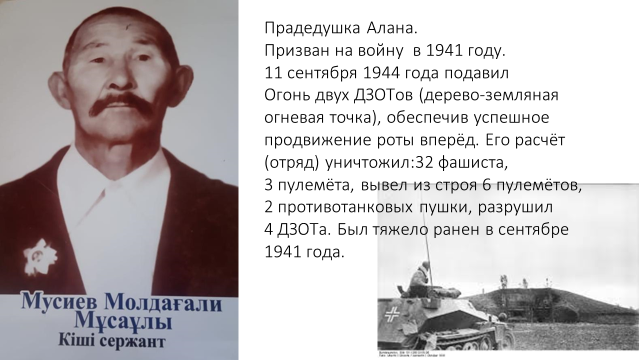 Прадедушка Алана.
Призван на войну  в 1941 году.
11 сентября 1944 года подавил
Огонь двух ДЗОТов (дерево-земляная
огневая точка), обеспечив успешное
продвижение роты вперёд. Его расчёт
(отряд) уничтожил:32 фашиста,
3 пулемёта, вывел из строя 6 пулемётов,
2 противотанковых пушки, разрушил
4 ДЗОТа. Был тяжело ранен в сентябре
1941 года.
Мусиев Молдағали
Мұсаұлы
Кіші сержант